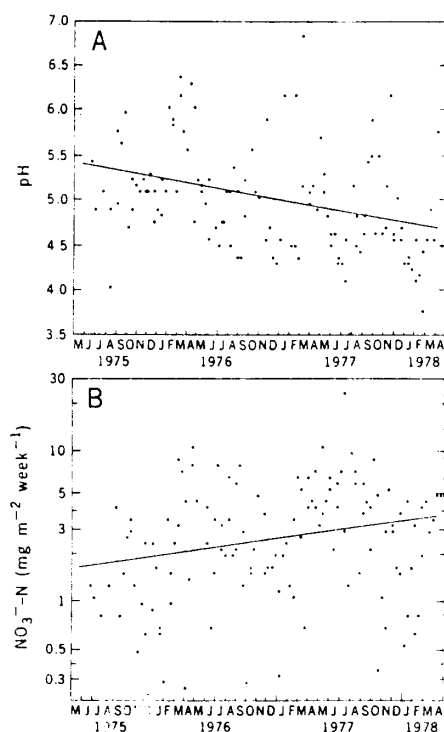 A
7.0
6.5
6.0
5.5
5.0
4.5
4.0
3.5
pH
M J J A S O N D J F M A M J J A S O N D J F M A M J J A S O N D J F M A
1975 1976 1977 1978
B
30
10
5
3
1
0.5
0.3
NO₃⁻-N (mg m⁻² week⁻¹)
M J J A S O N D J F M A M J J A S O N D J F M A M J J A S O N D J F M A
1975 1976 1977 1978